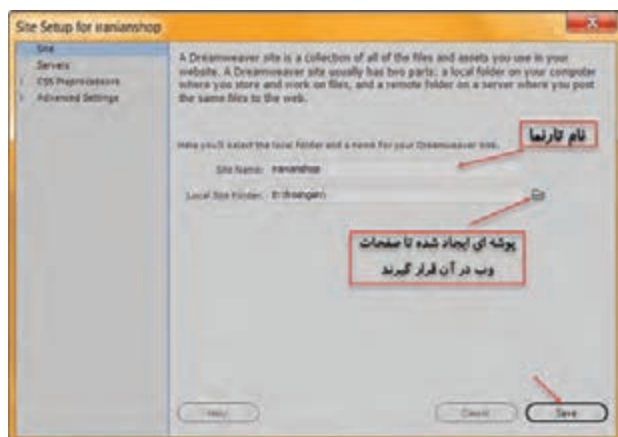 Site Setup for iranianshop
Site
Servers
CSS Preprocessors
Advanced Settings
A Dreamweaver site is a collection of all of the files and assets you use in your
website. A Dreamweaver site usually has two parts: a local folder on your computer
where you store and work on files, and a remote folder on a server where you post
the same files to the web.
Here you'll select the local folder and a name for your Dreamweaver site.
نام تارنما
Site Name: iranianshop
Local Site Folder:
پوشه ای ایجاد شده تا صفحات
وب در آن قرار گیرند
Help
Cancel
Save